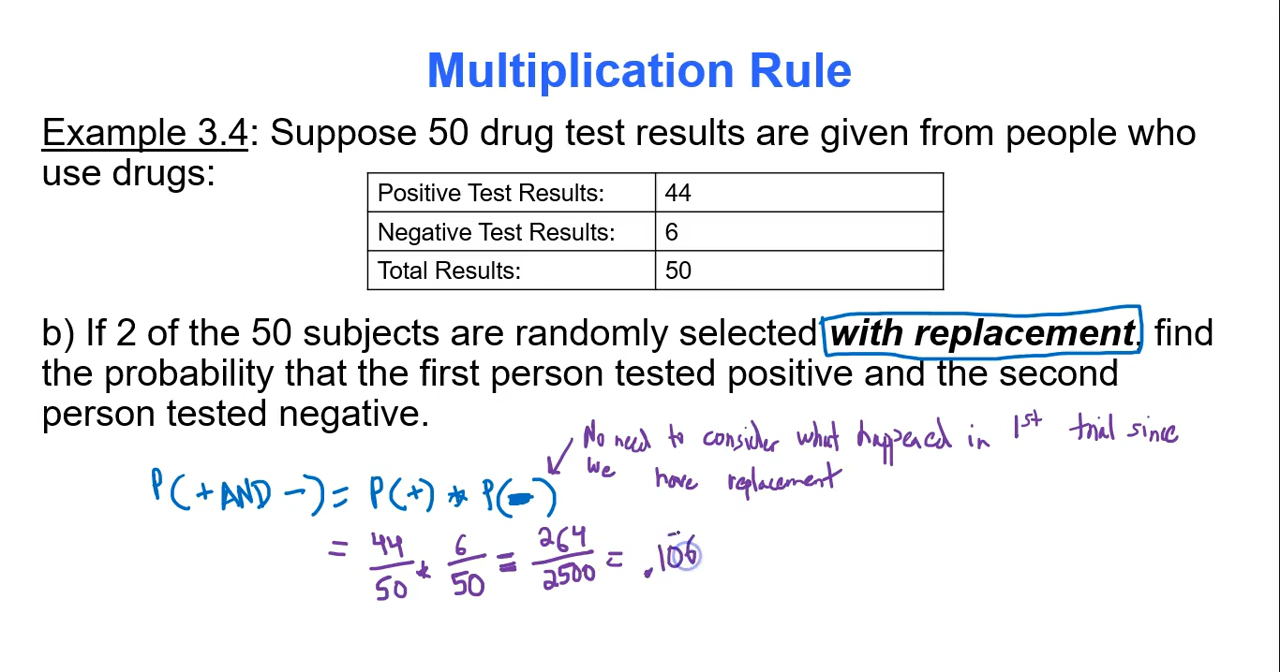 Multiplication Rule
Example 3.4: Suppose 50 drug test results are given from people who
use drugs:
Positive Test Results: 44
Negative Test Results: 6
Total Results: 50
b) If 2 of the 50 subjects are randomly selected with replacement, find
the probability that the first person tested positive and the second
person tested negative.
No need to consider what happened in 1st trial since
we have replacement
P(+ AND -) = P(+) * P(-)
= 44/50 * 6/50 = 264/2500 = .106